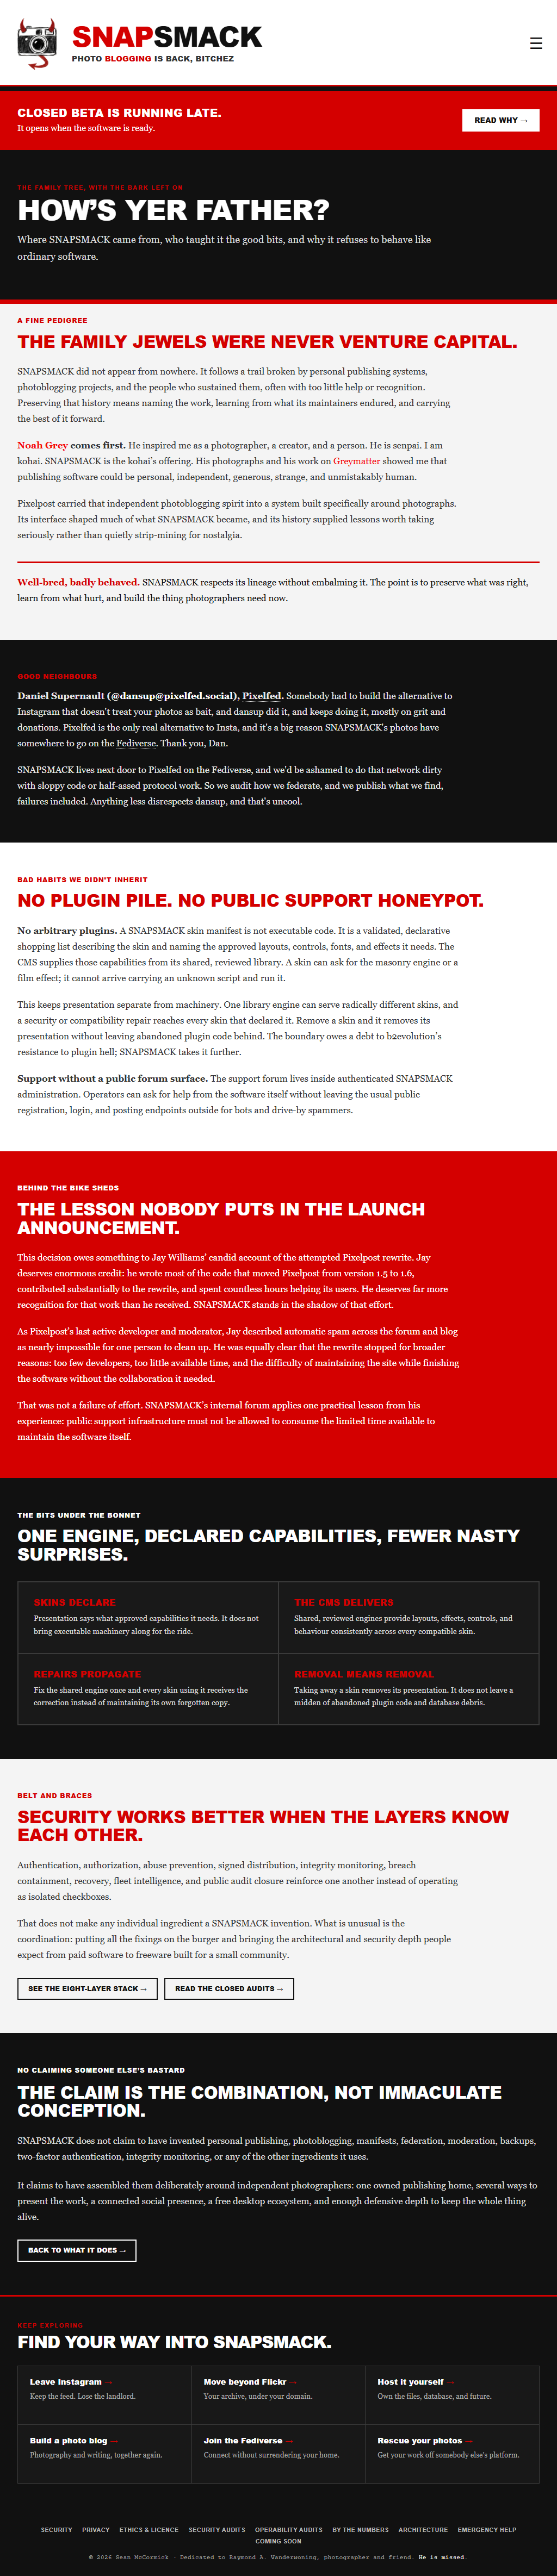 SNAPSMACK
PHOTO BLOGGING IS BACK, BITCHEZ
☰
CLOSED BETA IS RUNNING LATE.
It opens when the software is ready.
READ WHY →
THE FAMILY TREE, WITH THE BARK LEFT ON
HOW'S YER FATHER?
Where SNAPSMACK came from, who taught it the good bits, and why it refuses to behave like
ordinary software.
A FINE PEDIGREE
THE FAMILY JEWELS WERE NEVER VENTURE CAPITAL.
SNAPSMACK did not appear from nowhere. It follows a trail broken by personal publishing systems,
photoblogging projects, and the people who sustained them, often with too little help or recognition.
Preserving that history means naming the work, learning from what its maintainers endured, and carrying
the best of it forward.
Noah Grey comes first. He inspired me as a photographer, a creator, and a person. He is senpai. I am
kohai. SNAPSMACK is the kohai's offering. His photographs and his work on Greymatter showed me that
publishing software could be personal, independent, generous, strange, and unmistakably human.
Pixelpost carried that independent photoblogging spirit into a system built specifically around photographs.
Its interface shaped much of what SNAPSMACK became, and its history supplied lessons worth taking
seriously rather than quietly strip-mining for nostalgia.
Well-bred, badly behaved. SNAPSMACK respects its lineage without embalming it. The point is to preserve what was right,
learn from what hurt, and build the thing photographers need now.
GOOD NEIGHBOURS
Daniel Supernault (@dansup@pixelfed.social), Pixelfed. Somebody had to build the alternative to
Instagram that doesn't treat your photos as bait, and dansup did it, and keeps doing it, mostly on grit and
donations. Pixelfed is the only real alternative to Insta, and it's a big reason SNAPSMACK's photos have
somewhere to go on the Fediverse. Thank you, Dan.
SNAPSMACK lives next door to Pixelfed on the Fediverse, and we'd be ashamed to do that network dirty
with sloppy code or half-assed protocol work. So we audit how we federate, and we publish what we find,
failures included. Anything less disrespects dansup, and that's uncool.
BAD HABITS WE DIDN'T INHERIT
NO PLUGIN PILE. NO PUBLIC SUPPORT HONEYPOT.
No arbitrary plugins. A SNAPSMACK skin manifest is not executable code. It is a validated, declarative
shopping list describing the skin and naming the approved layouts, controls, fonts, and effects it needs. The
CMS supplies those capabilities from its shared, reviewed library. A skin can ask for the masonry engine or a
film effect; it cannot arrive carrying an unknown script and run it.
This keeps presentation separate from machinery. One library engine can serve radically different skins, and
a security or compatibility repair reaches every skin that declared it. Remove a skin and it removes its
presentation without leaving abandoned plugin code behind. The boundary owes a debt to b2evolution's
resistance to plugin hell; SNAPSMACK takes it further.
Support without a public forum surface. The support forum lives inside authenticated SNAPSMACK
administration. Operators can ask for help from the software itself without leaving the usual public
registration, login, and posting endpoints outside for bots and drive-by spammers.
BEHIND THE BIKE SHEDS
THE LESSON NOBODY PUTS IN THE LAUNCH
ANNOUNCEMENT.
This decision owes something to Jay Williams' candid account of the attempted Pixelpost rewrite. Jay
deserves enormous credit: he wrote most of the code that moved Pixelpost from version 1.5 to 1.6,
contributed substantially to the rewrite, and spent countless hours helping its users. He deserves far more
recognition for that work than he received. SNAPSMACK stands in the shadow of that effort.
As Pixelpost's last active developer and moderator, Jay described automatic spam across the forum and blog
as nearly impossible for one person to clean up. He was equally clear that the rewrite stopped for broader
reasons: too few developers, too little available time, and the difficulty of maintaining the site while finishing
the software without the collaboration it needed.
That was not a failure of effort. SNAPSMACK's internal forum applies one practical lesson from his
experience: public support infrastructure must not be allowed to consume the limited time available to
maintain the software itself.
THE BITS UNDER THE BONNET
ONE ENGINE, DECLARED CAPABILITIES, FEWER NASTY
SURPRISES.
SKINS DECLARE
Presentation says what approved capabilities it needs. It does not
bring executable machinery along for the ride.
THE CMS DELIVERS
Shared, reviewed engines provide layouts, effects, controls, and
behaviour consistently across every compatible skin.
REPAIRS PROPAGATE
Fix the shared engine once and every skin using it receives the
correction instead of maintaining its own forgotten copy.
REMOVAL MEANS REMOVAL
Taking away a skin removes its presentation. It does not leave a
midden of abandoned plugin code and database debris.
BELT AND BRACES
SECURITY WORKS BETTER WHEN THE LAYERS KNOW
EACH OTHER.
Authentication, authorization, abuse prevention, signed distribution, integrity monitoring, breach
containment, recovery, fleet intelligence, and public audit closure reinforce one another instead of operating
as isolated checkboxes.
That does not make any individual ingredient a SNAPSMACK invention. What is unusual is the
coordination: putting all the fixings on the burger and bringing the architectural and security depth people
expect from paid software to freeware built for a small community.
SEE THE EIGHT-LAYER STACK →
READ THE CLOSED AUDITS →
NO CLAIMING SOMEONE ELSE'S BASTARD
THE CLAIM IS THE COMBINATION, NOT IMMACULATE
CONCEPTION.
SNAPSMACK does not claim to have invented personal publishing, photoblogging, manifests, federation, moderation, backups,
two-factor authentication, integrity monitoring, or any of the other ingredients it uses.
It claims to have assembled them deliberately around independent photographers: one owned publishing home, several ways to
present the work, a connected social presence, a free desktop ecosystem, and enough defensive depth to keep the whole thing
alive.
BACK TO WHAT IT DOES →
KEEP EXPLORING
FIND YOUR WAY INTO SNAPSMACK.
Leave Instagram →
Keep the feed. Lose the landlord.
Move beyond Flickr →
Your archive, under your domain.
Host it yourself →
Own the files, database, and future.
Build a photo blog →
Photography and writing, together again.
Join the Fediverse →
Connect without surrendering your home.
Rescue your photos →
Get your work off somebody else's platform.
SECURITY PRIVACY ETHICS & LICENCE SECURITY AUDITS OPERABILITY AUDITS BY THE NUMBERS ARCHITECTURE EMERGENCY HELP
COMING SOON
© 2026 Sean McCormick · Dedicated to Raymond A. Vanderwoning, photographer and friend. He is missed.